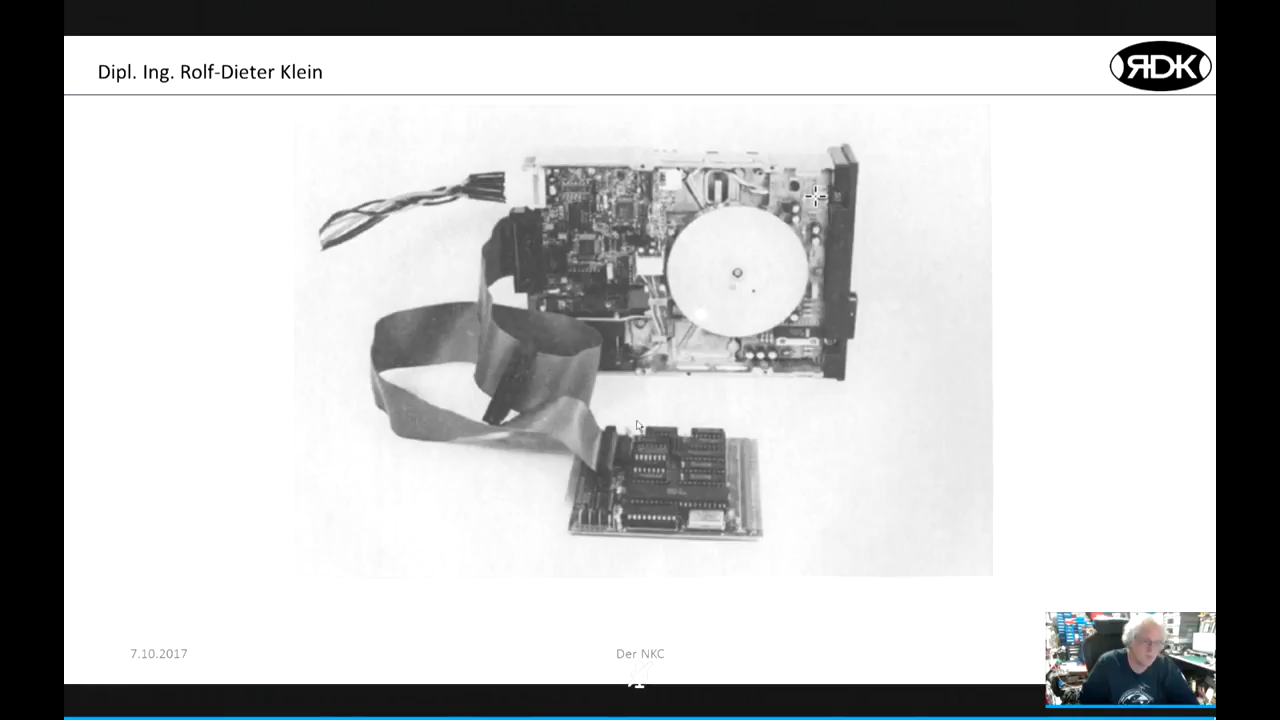 Dipl. Ing. Rolf-Dieter Klein
RDK
7.10.2017
Der NKC